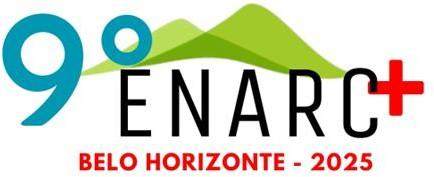 9º ENARC+
BELO HORIZONTE - 2025